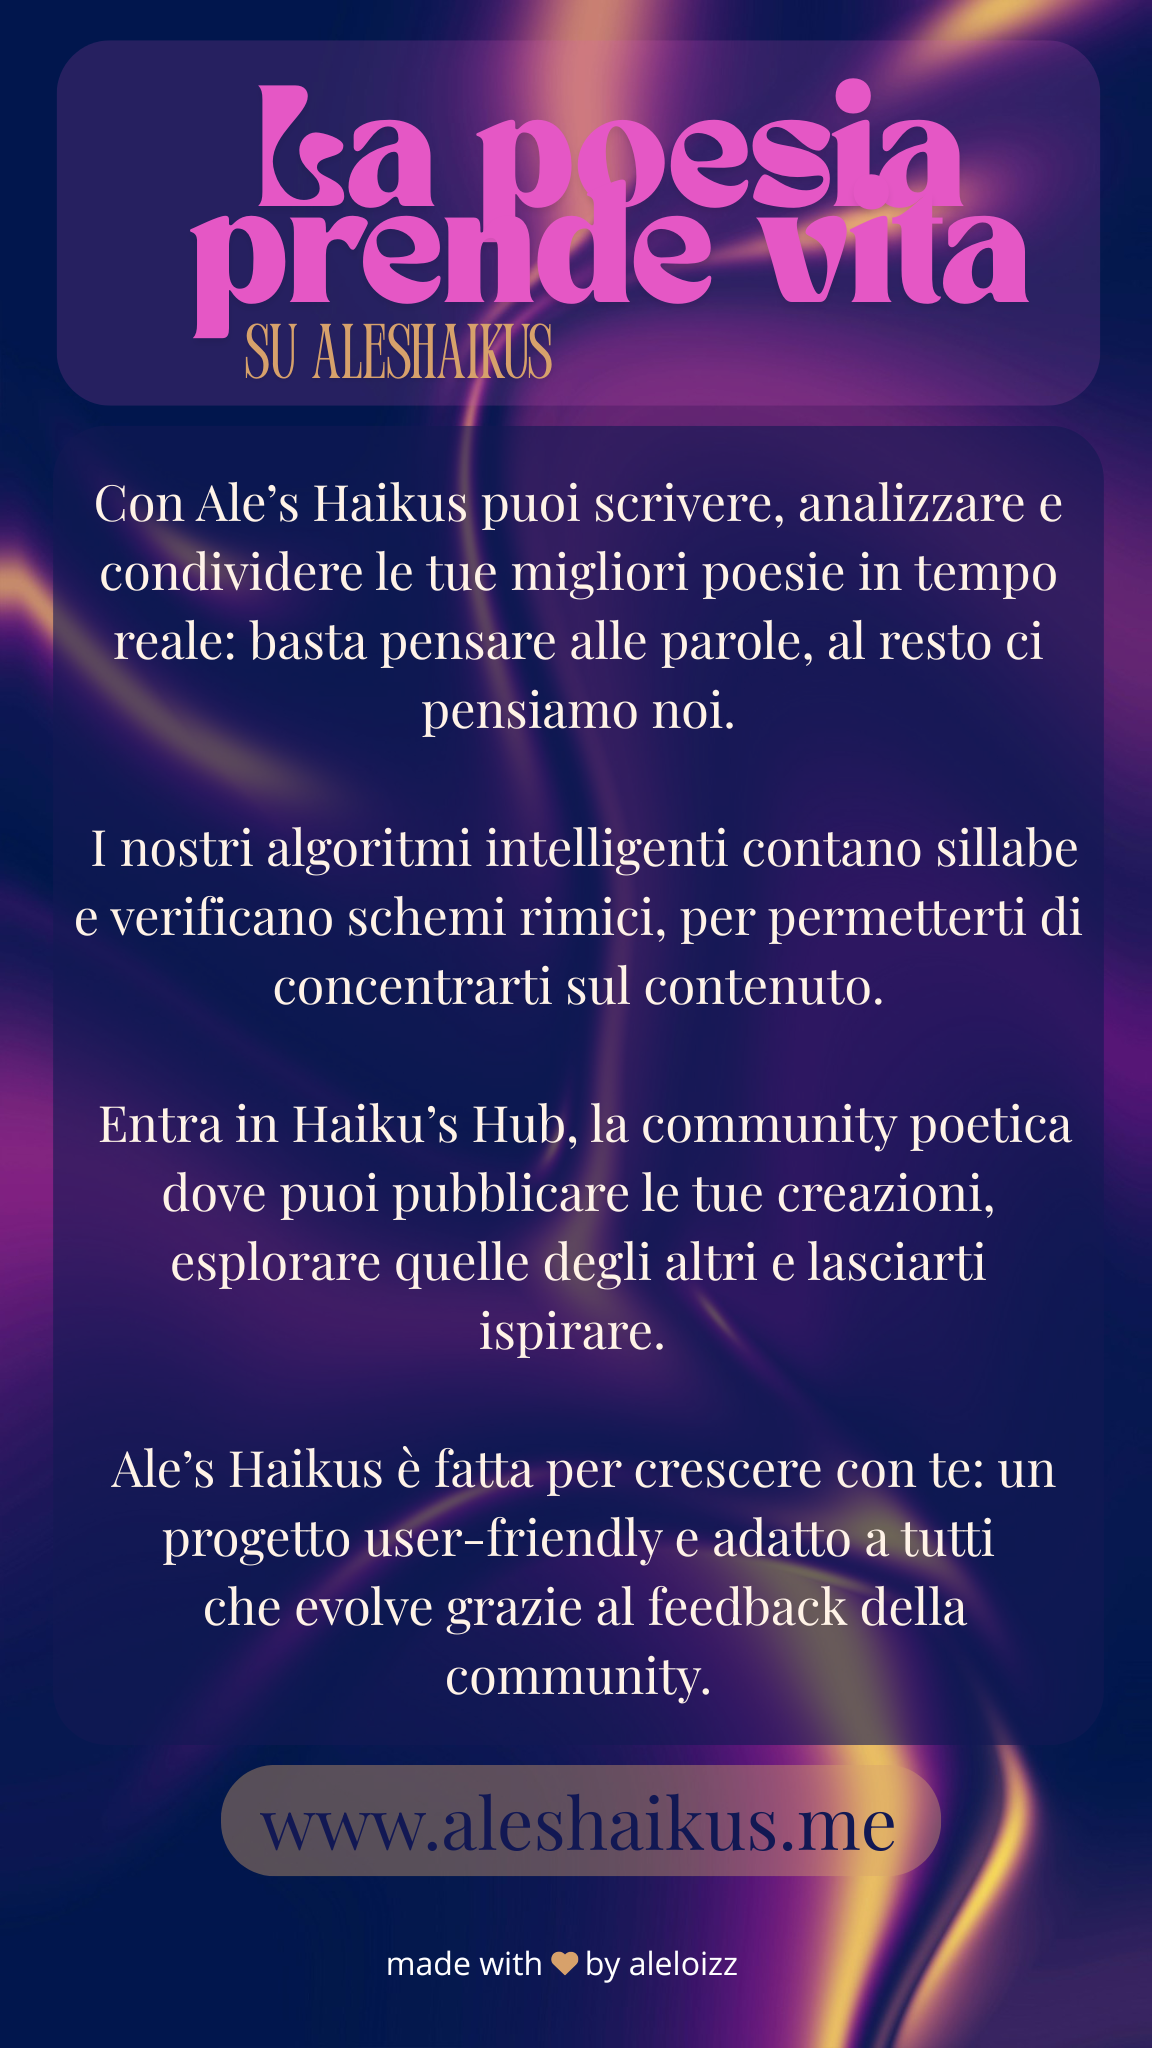 La poesia
prende vita
SU ALESHAIKUS
Con Ale’s Haikus puoi scrivere, analizzare e
condividere le tue migliori poesie in tempo
reale: basta pensare alle parole, al resto ci
pensiamo noi.
I nostri algoritmi intelligenti contano sillabe
e verificano schemi rimici, per permetterti di
concentrarti sul contenuto.
Entra in Haiku’s Hub, la community poetica
dove puoi pubblicare le tue creazioni,
esplorare quelle degli altri e lasciarti
ispirare.
Ale’s Haikus è fatta per crescere con te: un
progetto user-friendly e adatto a tutti
che evolve grazie al feedback della
community.
www.aleshaikus.me
made with 🧡 by aleloizz